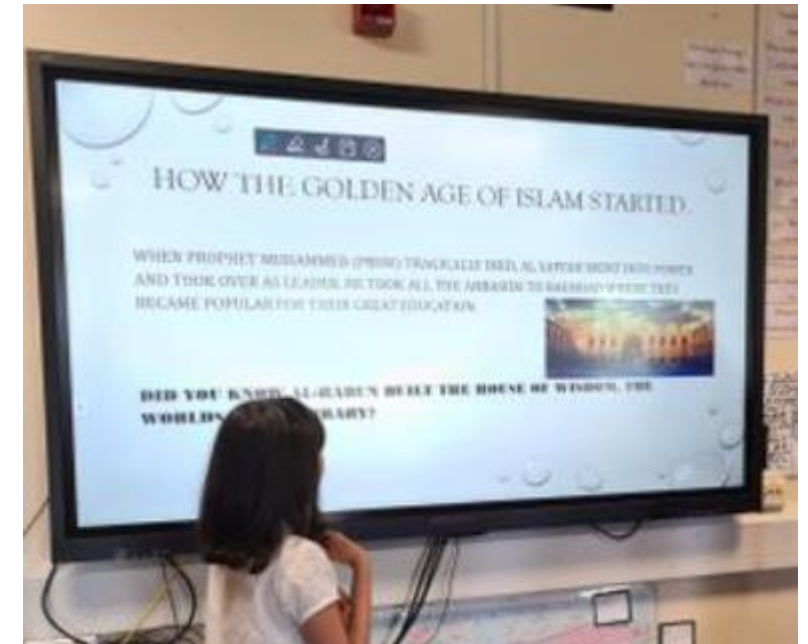 HOW THE GOLDEN AGE OF ISLAM STARTED.
WHEN PROPHET MUHAMMED (PBUH) TRAGICALLY DIED, AL SAFFAH WENT INTO POWER
AND TOOK OVER AS LEADER. HE TOOK ALL THE ABBASIDS TO BAGHDAD WHERE THEY
BECAME POPULAR FOR THEIR GREAT EDUCATION.
DID YOU KNOW AL-HARUN BUILT THE HOUSE OF WISDOM, THE
WORLDS